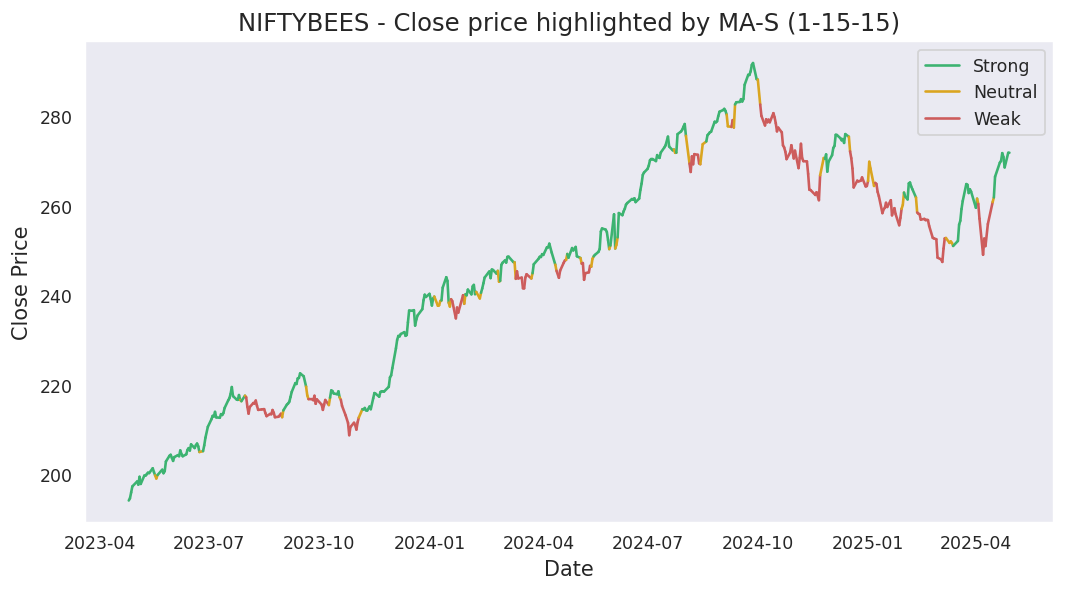 NIFTYBEES - Close price highlighted by MA-S (1-15-15)
Strong
Neutral
Weak
Close Price
280
260
240
220
200
2023-04 2023-07 2023-10 2024-01 2024-04 2024-07 2024-10 2025-01 2025-04
Date